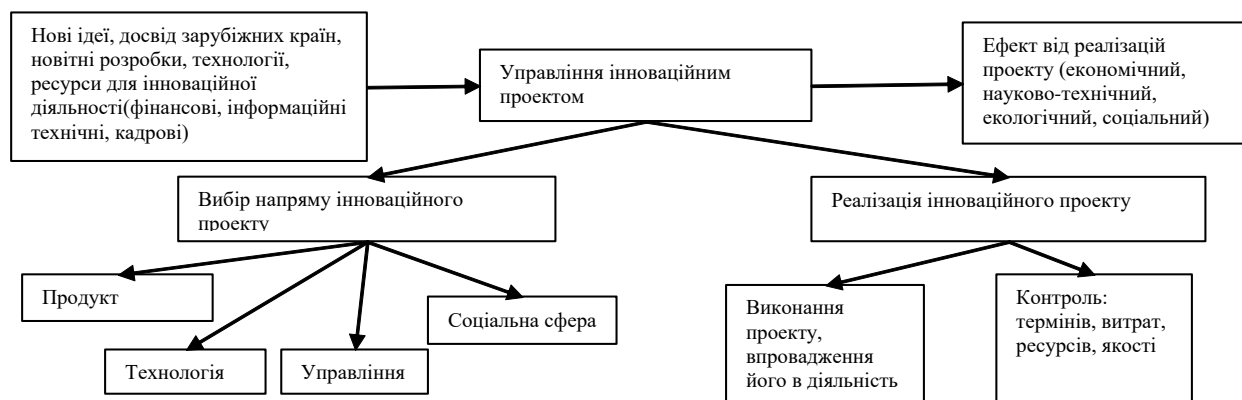 Нові ідеї, досвід зарубіжних країн,
новітні розробки, технології,
ресурси для інноваційної
діяльності(фінансові, інформаційні
технічні, кадрові)
Управління інноваційним
проектом
Ефект від реалізацій
проекту (економічний,
науково-технічний,
екологічний, соціальний)
Вибір напряму інноваційного
проекту
Реалізація інноваційного проекту
Продукт
Технологія
Управління
Соціальна сфера
Виконання
проекту,
впровадження
його в діяльність
Контроль:
термінів, витрат,
ресурсів, якості